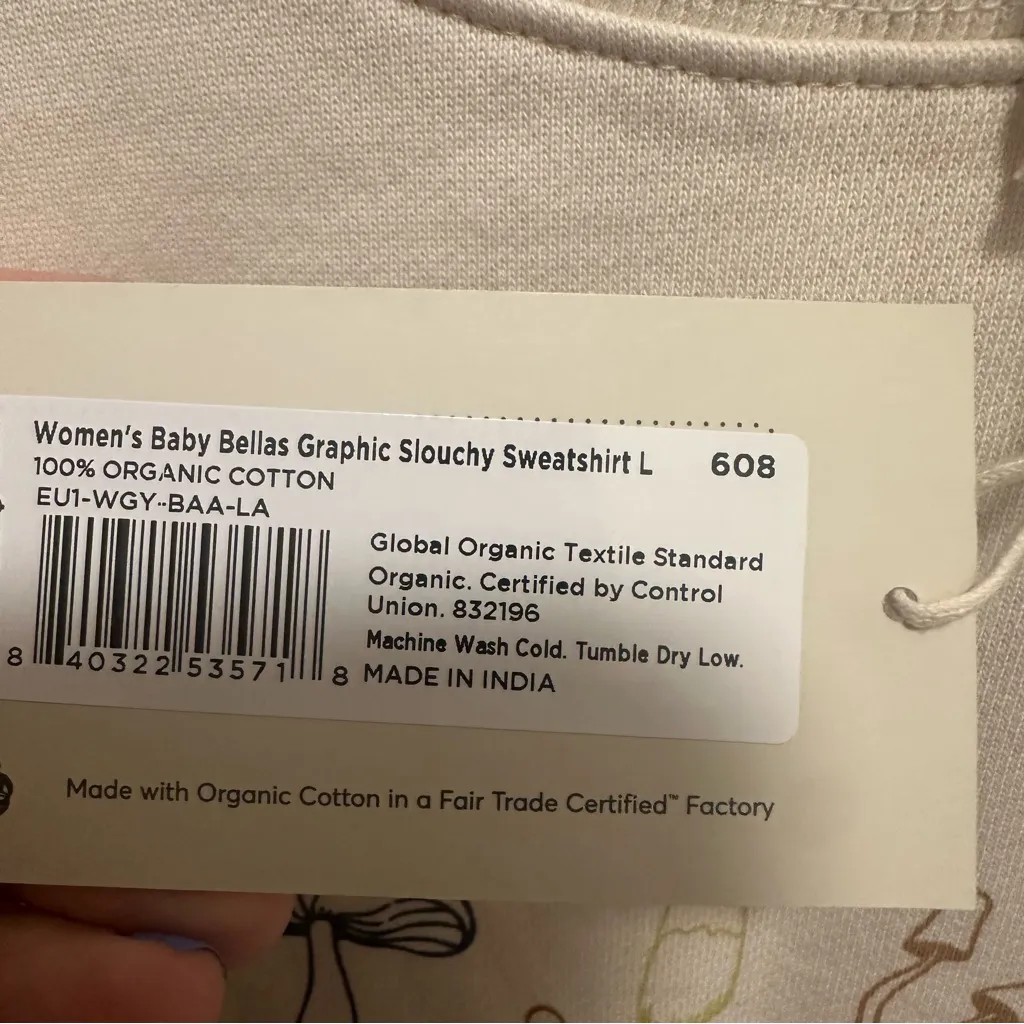 Women's Baby Bellas Graphic Slouchy Sweatshirt L 608
100% ORGANIC COTTON
EU1-WGY--BAA-LA
Global Organic Textile Standard
Organic. Certified by Control
Union. 832196
Machine Wash Cold. Tumble Dry Low.
8 40322 53571 8 MADE IN INDIA
Made with Organic Cotton in a Fair Trade Certified™ Factory